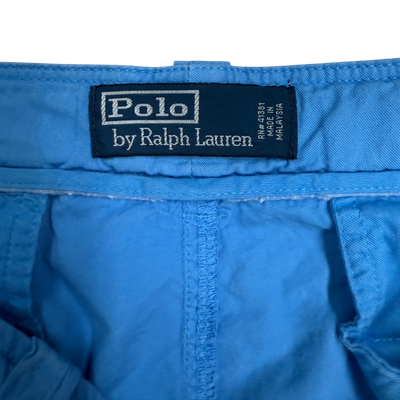 Polo
by Ralph Lauren
RN# 41381
MADE IN
MALAYSIA